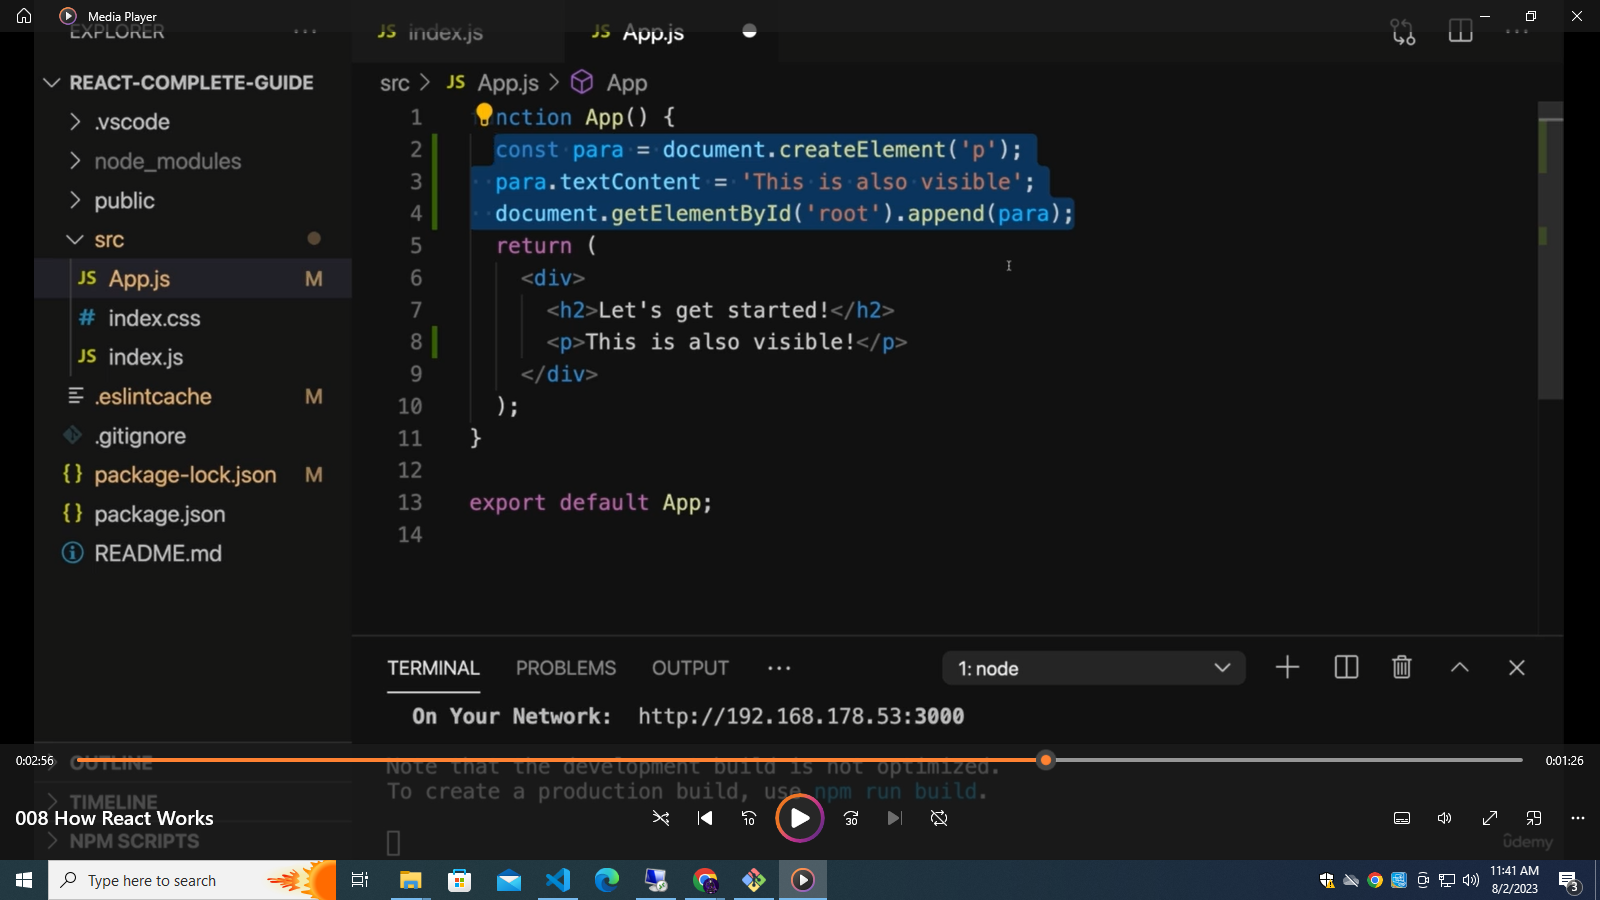 Media Player
EXPLORER
JS index.js
JS App.js
REACT-COMPLETE-GUIDE
.vscode
node_modules
public
src
JS App.js M
# index.css
JS index.js
.eslintcache M
.gitignore
{} package-lock.json M
{} package.json
README.md
OUTLINE
TIMELINE
NPM SCRIPTS
src > JS App.js > App
1 nction App() {
2 const para = document.createElement('p');
3 para.textContent = 'This is also visible';
4 document.getElementById('root').append(para);
5 return (
6 <div>
7 <h2>Let's get started!</h2>
8 <p>This is also visible!</p>
9 </div>
10 );
11 }
12
13 export default App;
14
TERMINAL PROBLEMS OUTPUT ··· 1: node
On Your Network: http://192.168.178.53:3000
Note that the development build is not optimized.
To create a production build, use npm run build.
0:02:56
0:01:26
008 How React Works
10
30
ûdemy
Type here to search
11:41 AM
8/2/2023
3